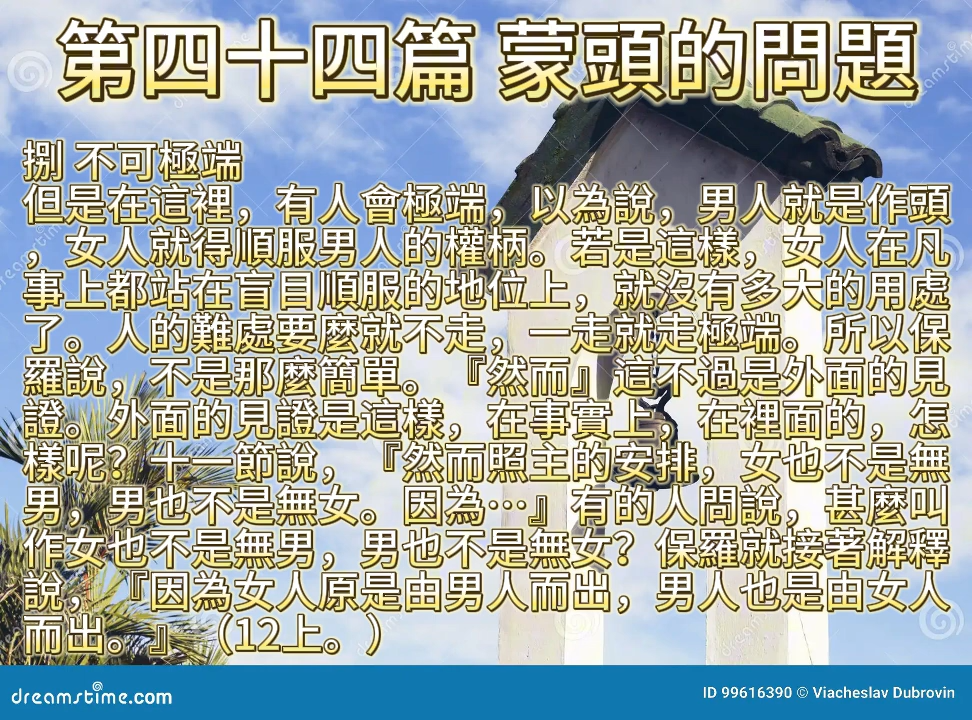 第四十四篇 蒙頭的問題
捌 不可極端
但是在這裡，有人會極端，以為說，男人就是作頭
，女人就得順服男人的權柄。若是這樣，女人在凡
事上都站在盲目順服的地位上，就沒有多大的用處
了。人的難處要麼就不走，一走就走極端。所以保
羅說，不是那麼簡單。『然而』這不過是外面的見
證。外面的見證是這樣，在事實上，在裡面的，怎
樣呢？十一節說，『然而照主的安排，女也不是無
男，男也不是無女。因為…』有的人問說，甚麼叫
作女也不是無男，男也不是無女？保羅就接著解釋
說，『因為女人原是由男人而出，男人也是由女人
而出。』（12上。）
dreamstime.com
ID 99616390 © Viacheslav Dubrovin